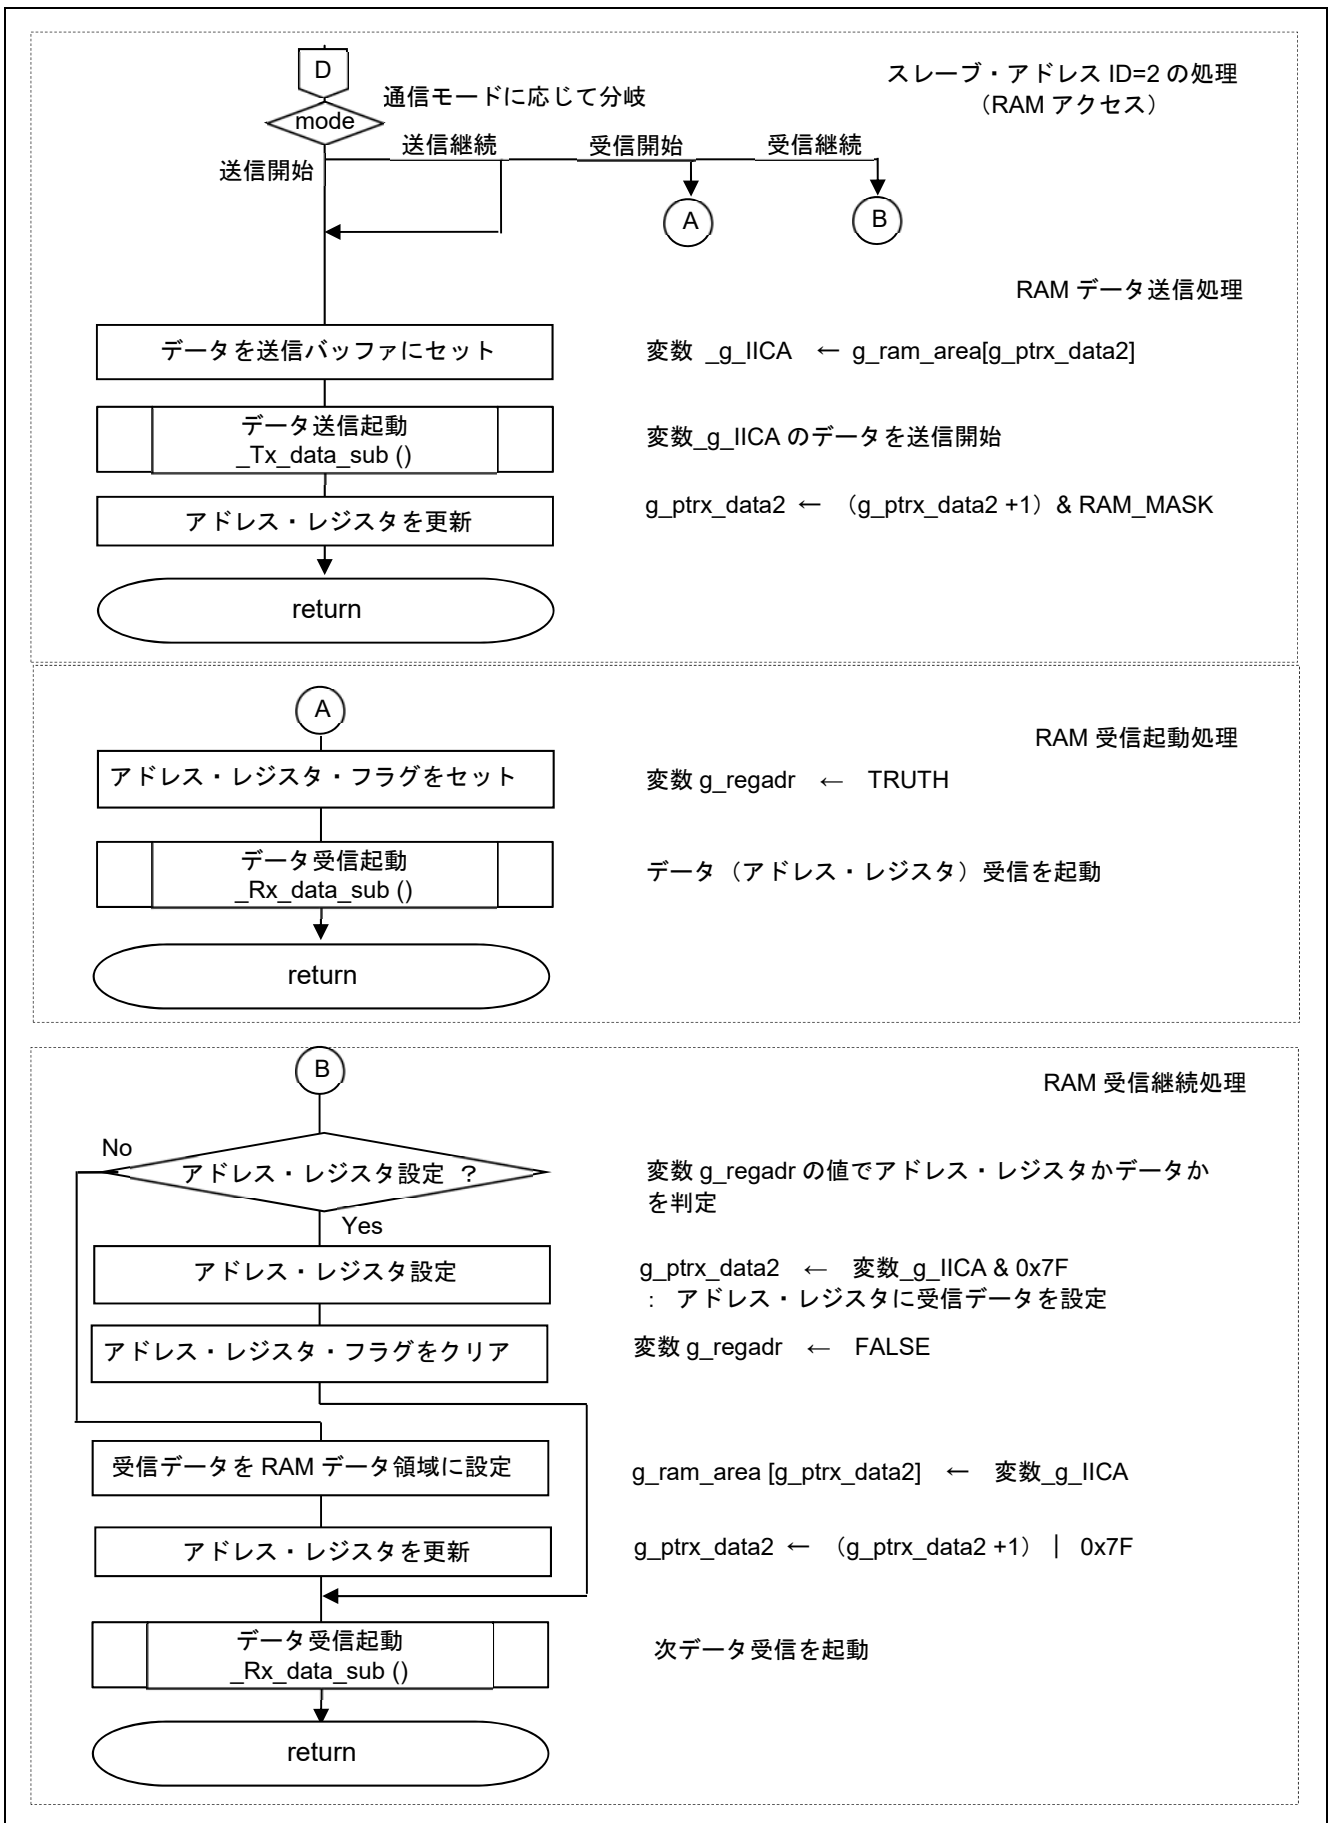 D
スレーブ・アドレス ID=2 の処理
（RAM アクセス）
通信モードに応じて分岐
mode
送信継続
受信開始
受信継続
送信開始
A
B
RAM データ送信処理
データを送信バッファにセット
変数 _g_IICA ← g_ram_area[g_ptrx_data2]
データ送信起動
_Tx_data_sub ()
変数_g_IICA のデータを送信開始
アドレス・レジスタを更新
g_ptrx_data2 ← （g_ptrx_data2 +1）& RAM_MASK
return
A
RAM 受信起動処理
アドレス・レジスタ・フラグをセット
変数 g_regadr ← TRUTH
データ受信起動
_Rx_data_sub ()
データ（アドレス・レジスタ）受信を起動
return
B
RAM 受信継続処理
No
アドレス・レジスタ設定 ？
変数 g_regadr の値でアドレス・レジスタかデータか
を判定
Yes
アドレス・レジスタ設定
g_ptrx_data2 ← 変数_g_IICA & 0x7F
： アドレス・レジスタに受信データを設定
アドレス・レジスタ・フラグをクリア
変数 g_regadr ← FALSE
受信データを RAM データ領域に設定
g_ram_area [g_ptrx_data2] ← 変数_g_IICA
アドレス・レジスタを更新
g_ptrx_data2 ← （g_ptrx_data2 +1）｜ 0x7F
データ受信起動
_Rx_data_sub ()
次データ受信を起動
return